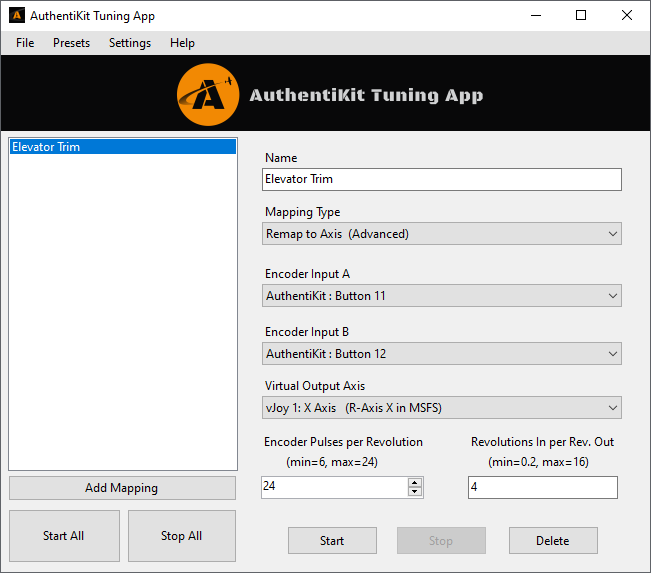 AuthentiKit Tuning App
File Presets Settings Help
A AuthentiKit Tuning App
Elevator Trim
Name
Elevator Trim
Mapping Type
Remap to Axis (Advanced)
Encoder Input A
AuthentiKit : Button 11
Encoder Input B
AuthentiKit : Button 12
Virtual Output Axis
vJoy 1: X Axis (R-Axis X in MSFS)
Encoder Pulses per Revolution
(min=6, max=24)
24
Revolutions In per Rev. Out
(min=0.2, max=16)
4
Add Mapping
Start All Stop All
Start Stop Delete